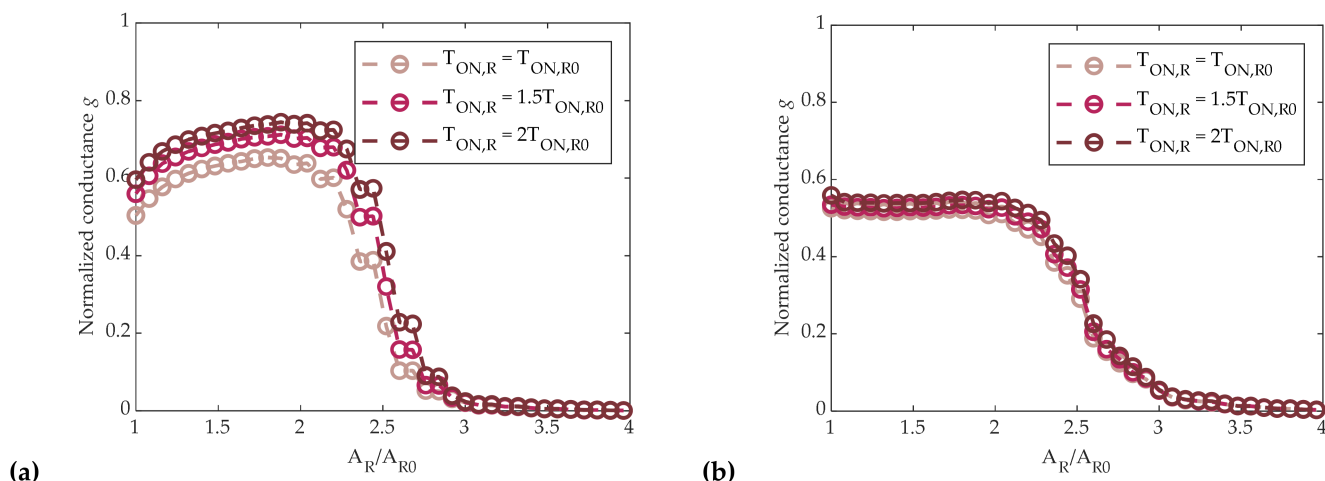 1
0.8
0.6
0.4
0.2
0
Normalized conductance g
T_ON,R = T_ON,R0
T_ON,R = 1.5T_ON,R0
T_ON,R = 2T_ON,R0
1 1.5 2 2.5 3 3.5 4
A_R/A_R0
(a)
1
0.8
0.6
0.4
0.2
0
Normalized conductance g
T_ON,R = T_ON,R0
T_ON,R = 1.5T_ON,R0
T_ON,R = 2T_ON,R0
1 1.5 2 2.5 3 3.5 4
A_R/A_R0
(b)